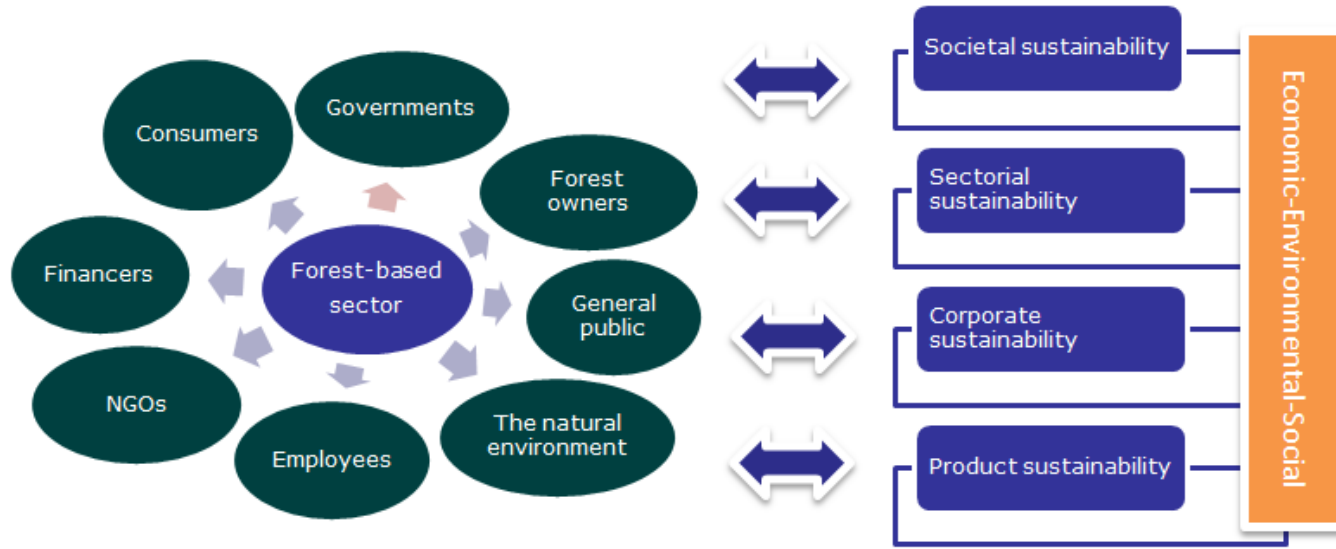 Governments
Consumers
Forest
owners
Financers
Forest-based
sector
General
public
NGOs
The natural
environment
Employees
Societal sustainability
Sectorial
sustainability
Corporate
sustainability
Product sustainability
Economic-Environmental-Social